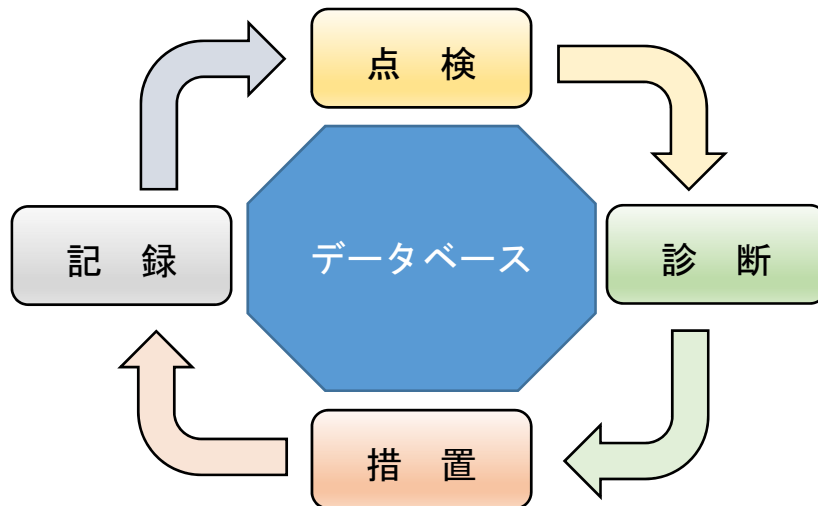 点　検
記　録
データベース
診　断
措　置